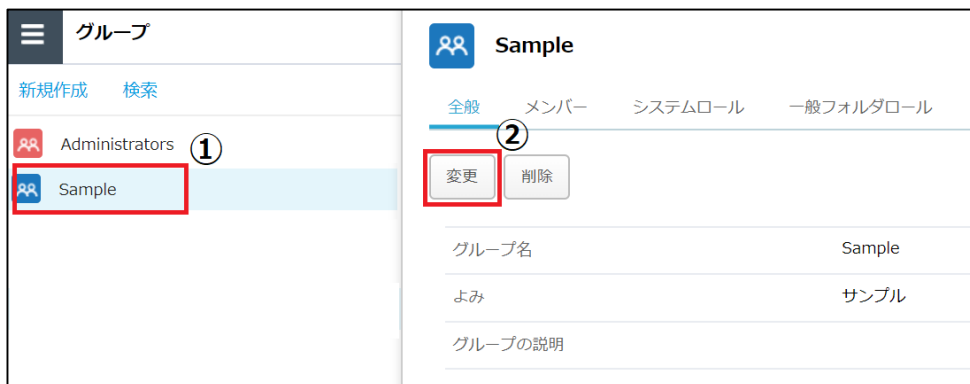 グループ
新規作成 検索
Administrators ①
Sample
Sample
全般 メンバー システムロール 一般フォルダロール
②
変更 削除
グループ名 Sample
よみ サンプル
グループの説明